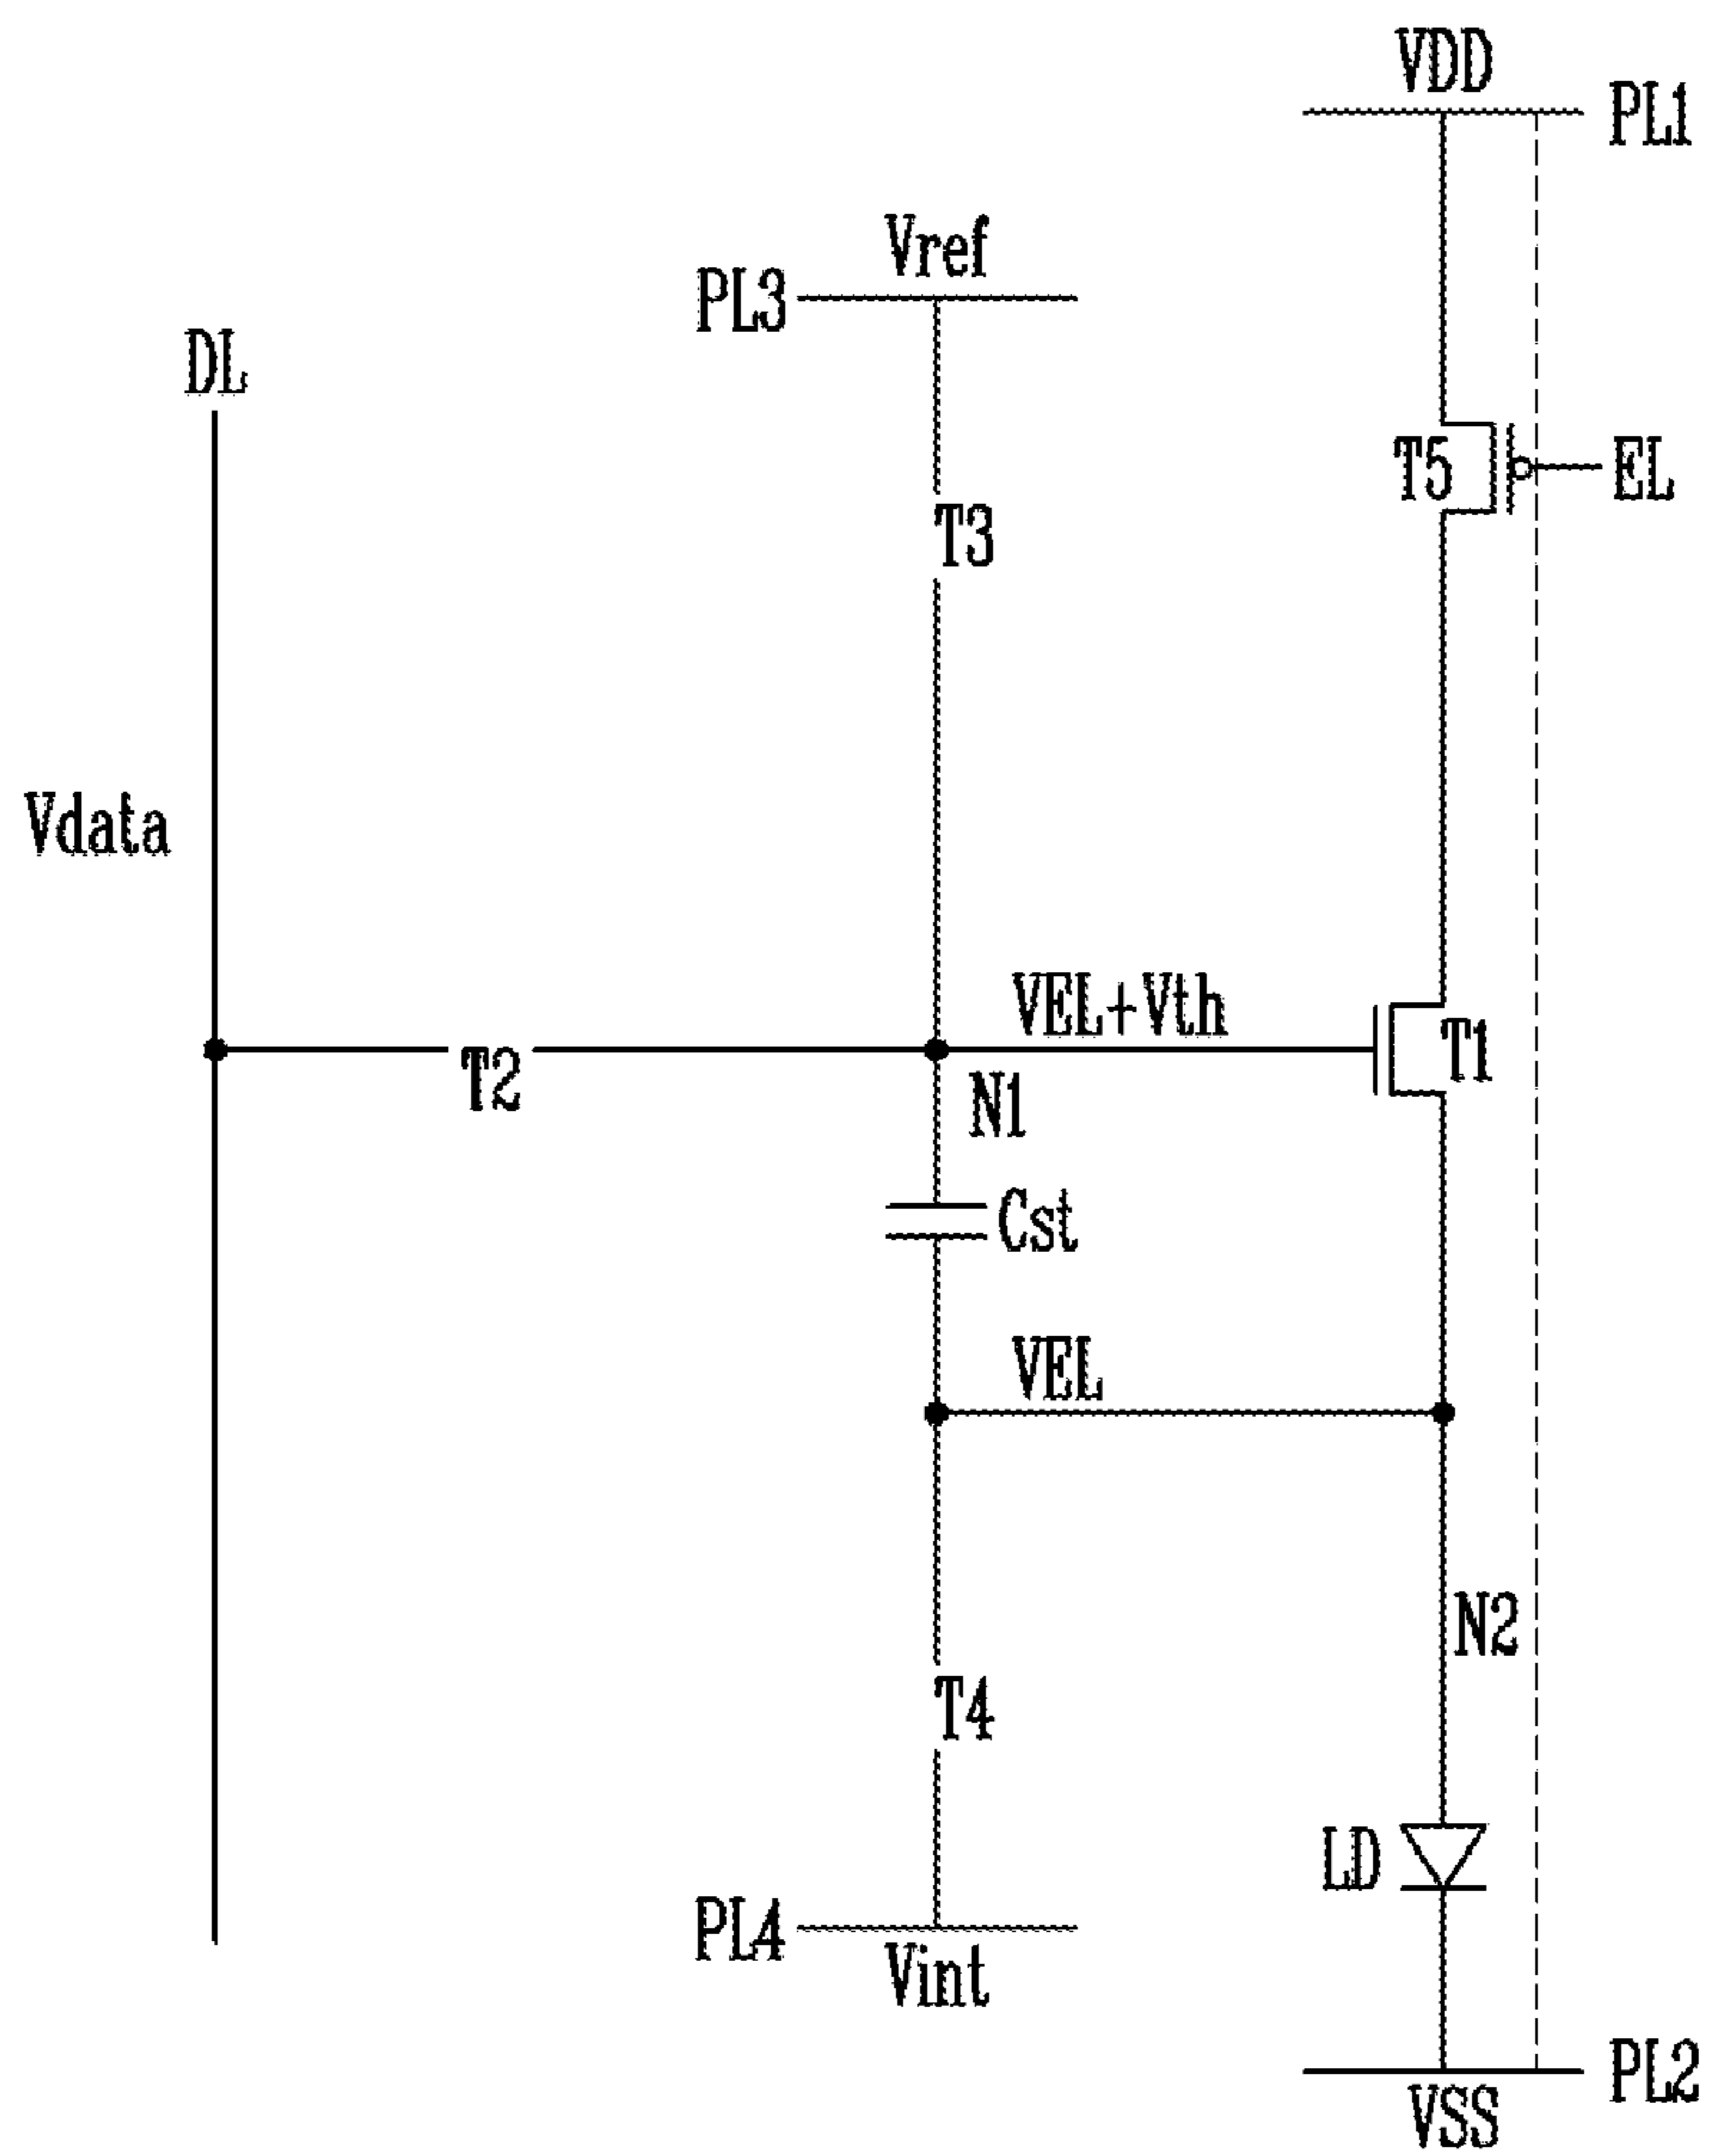 VDD
PL1
Vref
PL3
DL
T5
EL
T3
Vdata
VEL+Vth
T1
T2
N1
Cst
VEL
N2
T4
LD
PL4
Vint
PL2
VSS